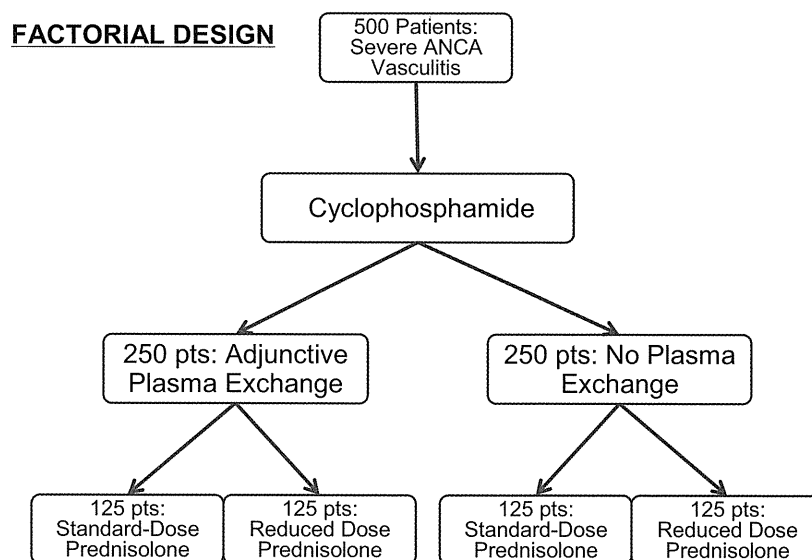 FACTORIAL DESIGN
500 Patients:
Severe ANCA
Vasculitis
Cyclophosphamide
250 pts: Adjunctive
Plasma Exchange
250 pts: No Plasma
Exchange
125 pts:
Standard-Dose
Prednisolone
125 pts:
Reduced Dose
Prednisolone
125 pts:
Standard-Dose
Prednisolone
125 pts:
Reduced Dose
Prednisolone